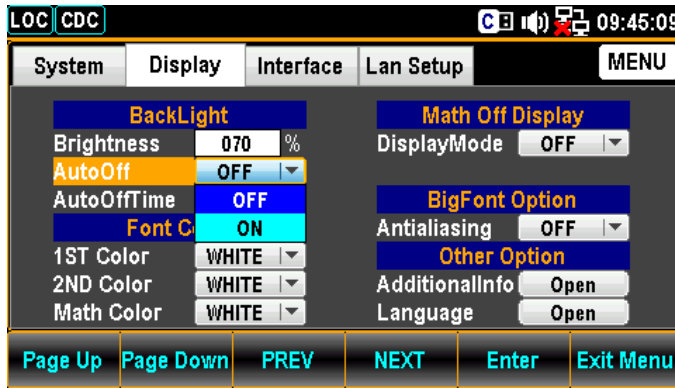 LOC CDC C 09:45:09
System Display Interface Lan Setup MENU
BackLight
Brightness 070 %
AutoOff OFF
AutoOffTime OFF
ON
Font C
1ST Color WHITE
2ND Color WHITE
Math Color WHITE
Math Off Display
DisplayMode OFF
BigFont Option
Antialiasing OFF
Other Option
AdditionalInfo Open
Language Open
Page Up Page Down PREV NEXT Enter Exit Menu